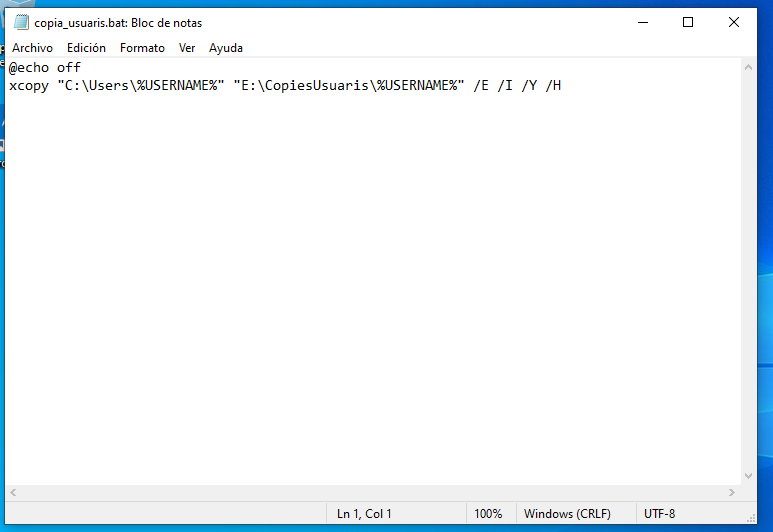 copia_usuaris.bat: Bloc de notas
Archivo Edición Formato Ver Ayuda
@echo off
xcopy "C:\Users\%USERNAME%" "E:\CopiesUsuaris\%USERNAME%" /E /I /Y /H
Ln 1, Col 1 100% Windows (CRLF) UTF-8